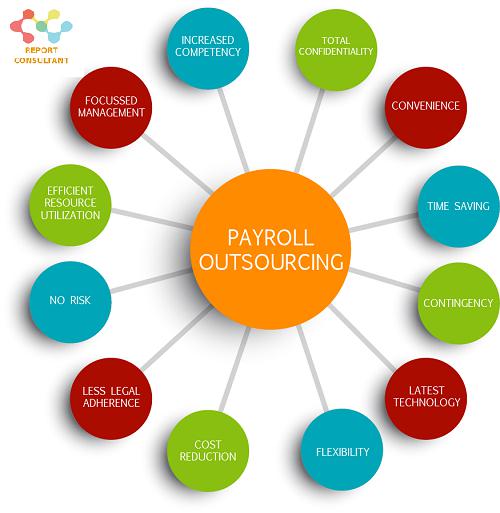 REPORT
CONSULTANT
INCREASED
COMPETENCY
TOTAL
CONFIDENTIALITY
CONVENIENCE
TIME SAVING
CONTINGENCY
LATEST
TECHNOLOGY
FLEXIBILITY
COST
REDUCTION
LESS LEGAL
ADHERENCE
NO RISK
EFFICIENT
RESOURCE
UTILIZATION
FOCUSSED
MANAGEMENT
PAYROLL
OUTSOURCING